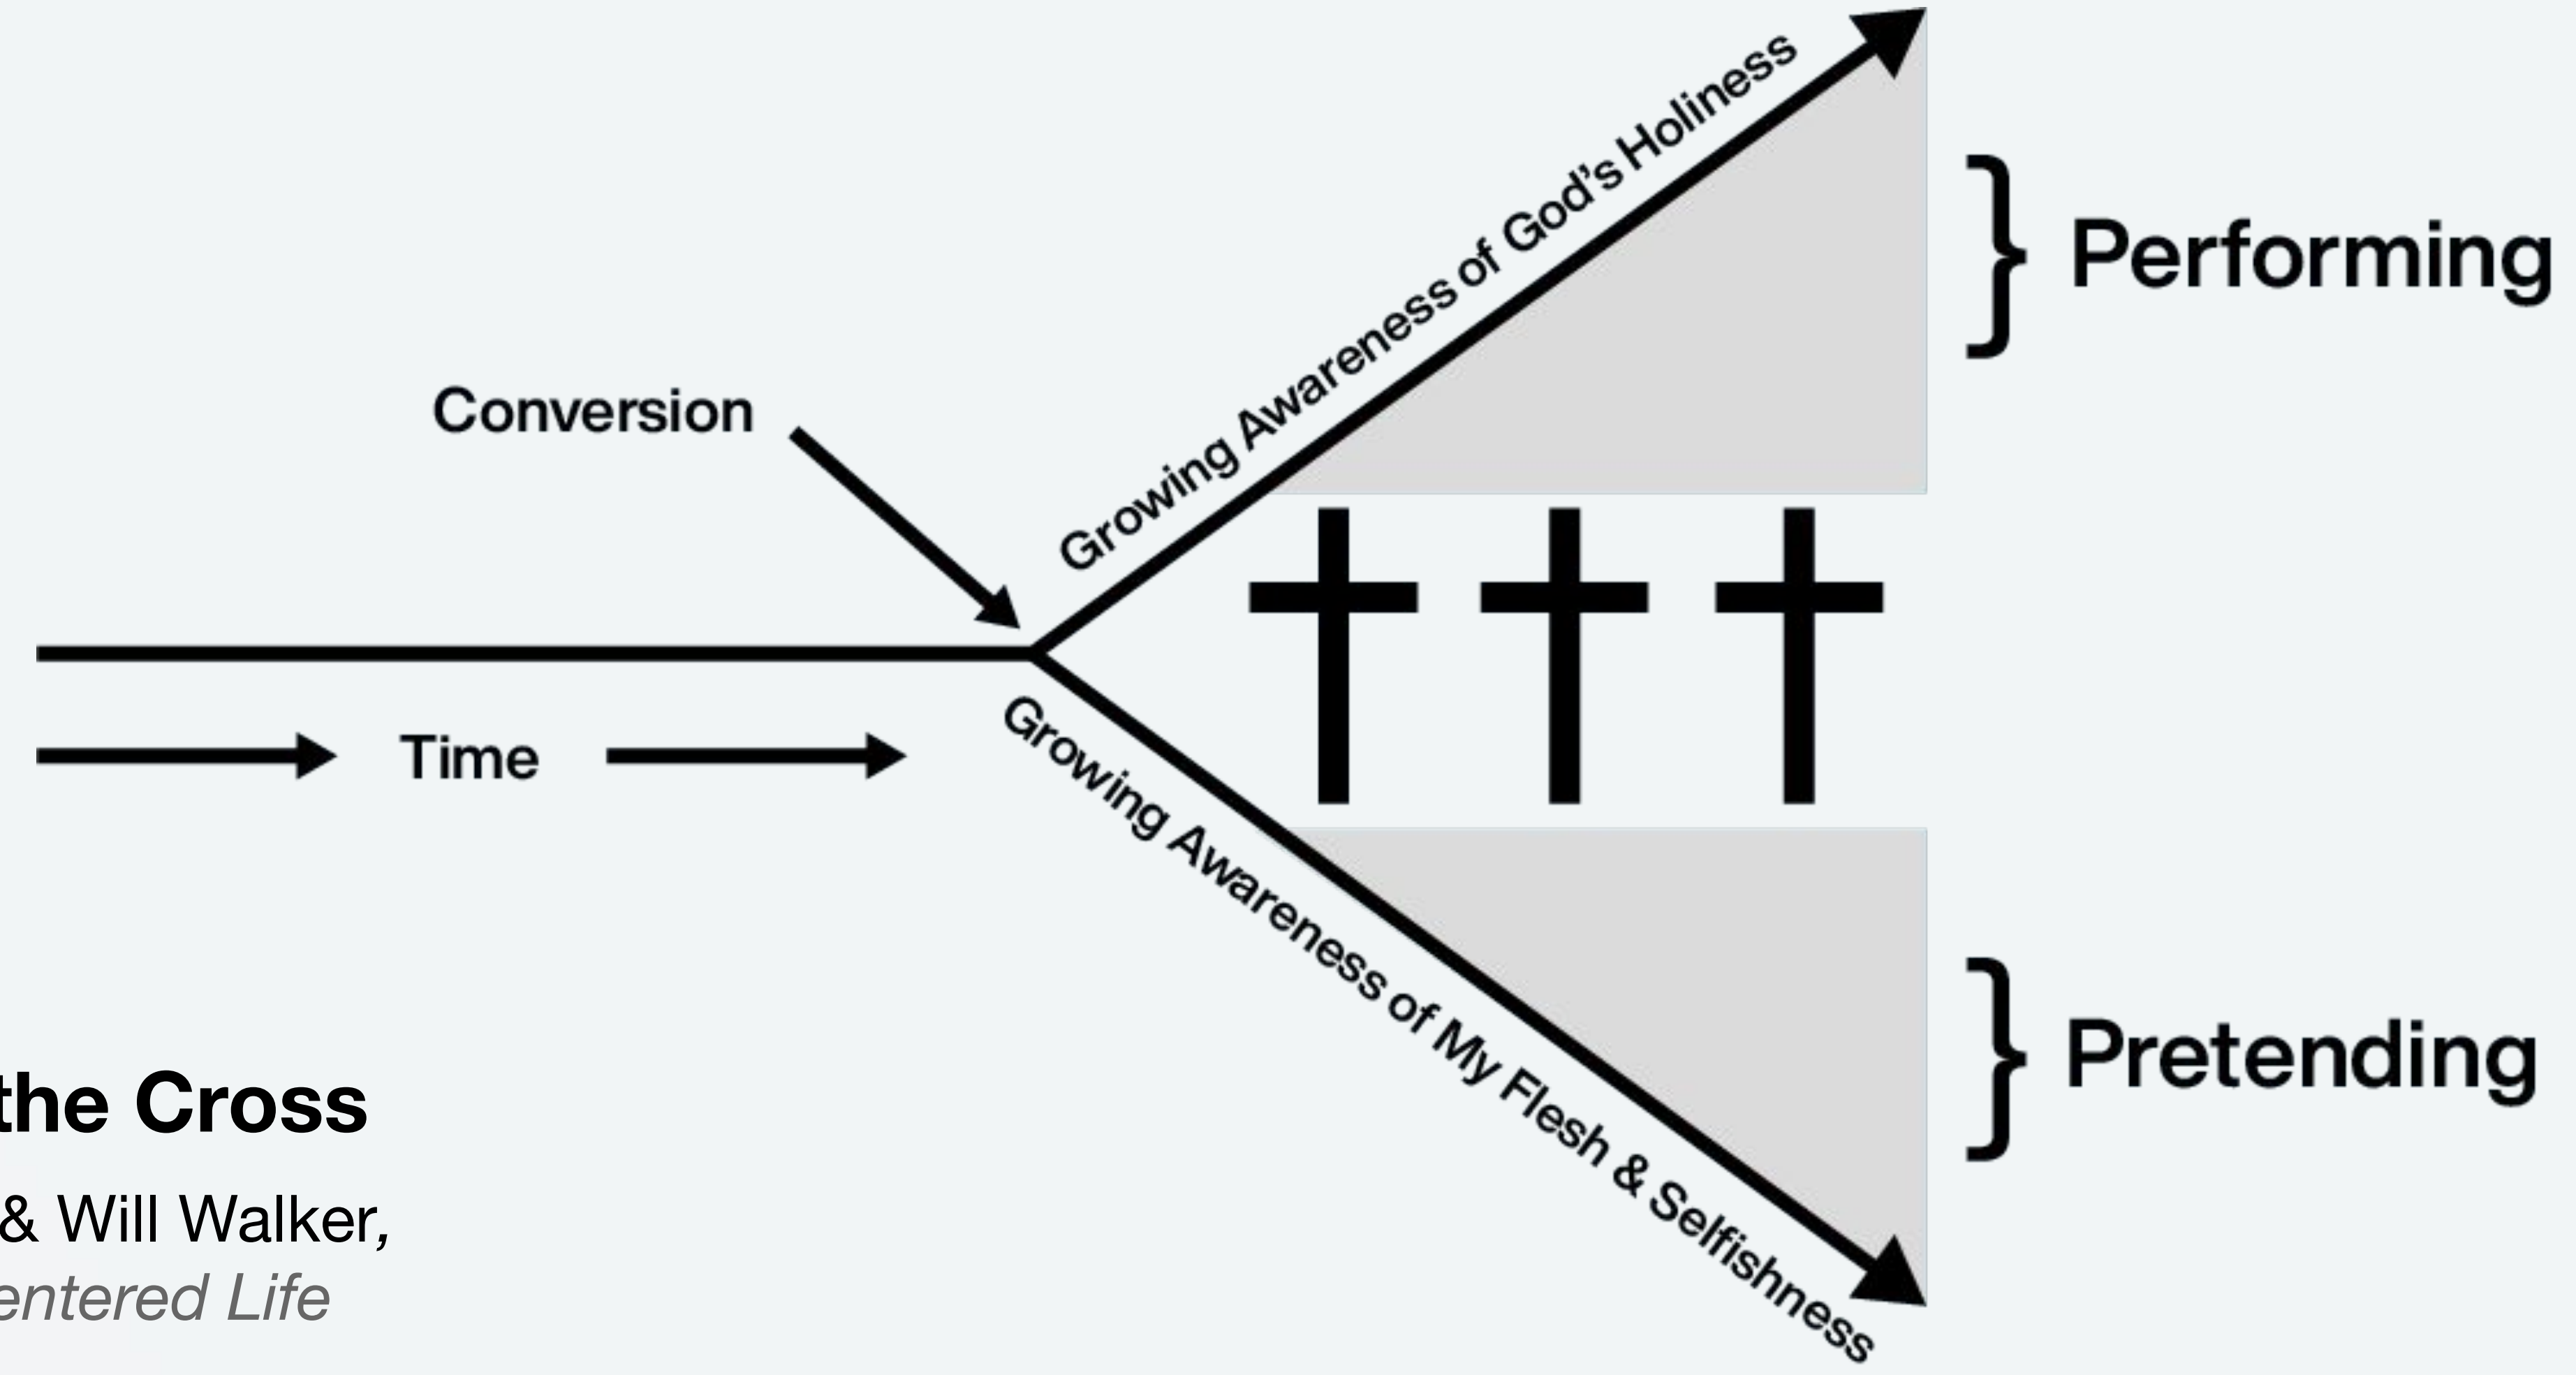 Growing Awareness of God's Holiness
Performing
Conversion
Time
Growing Awareness of My Flesh & Selfishness
Pretending
the Cross
& Will Walker,
entered Life